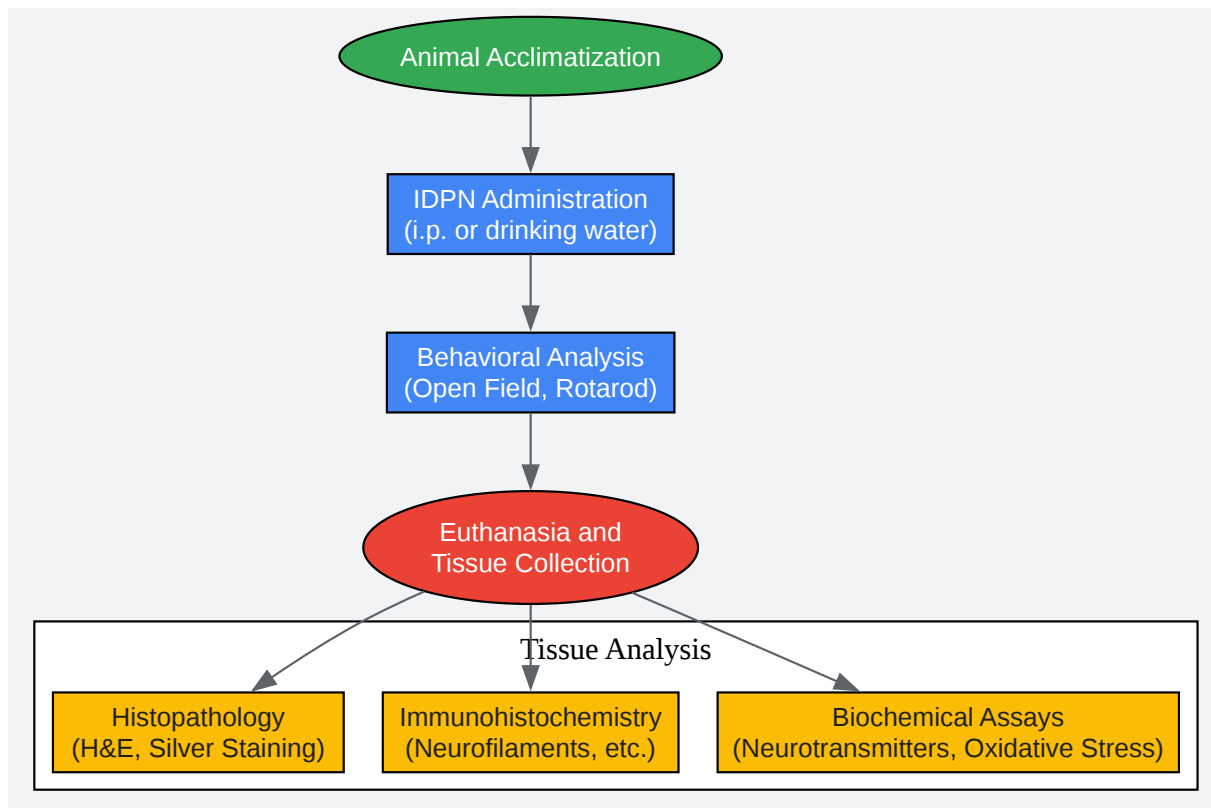 Animal Acclimatization
IDPN Administration
(i.p. or drinking water)
Behavioral Analysis
(Open Field, Rotarod)
Euthanasia and
Tissue Collection
Tissue Analysis
Histopathology
(H&E, Silver Staining)
Immunohistochemistry
(Neurofilaments, etc.)
Biochemical Assays
(Neurotransmitters, Oxidative Stress)